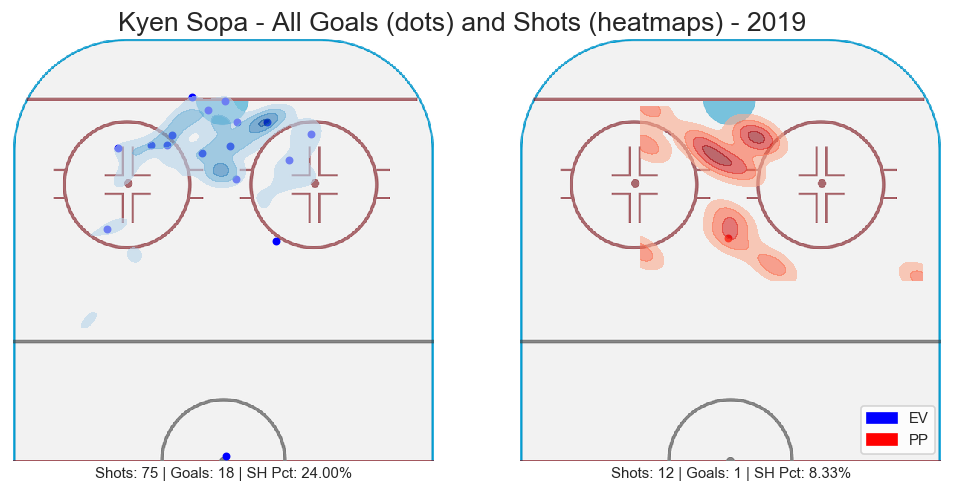 Kyen Sopa - All Goals (dots) and Shots (heatmaps) - 2019
EV
PP
Shots: 75 | Goals: 18 | SH Pct: 24.00%
Shots: 12 | Goals: 1 | SH Pct: 8.33%